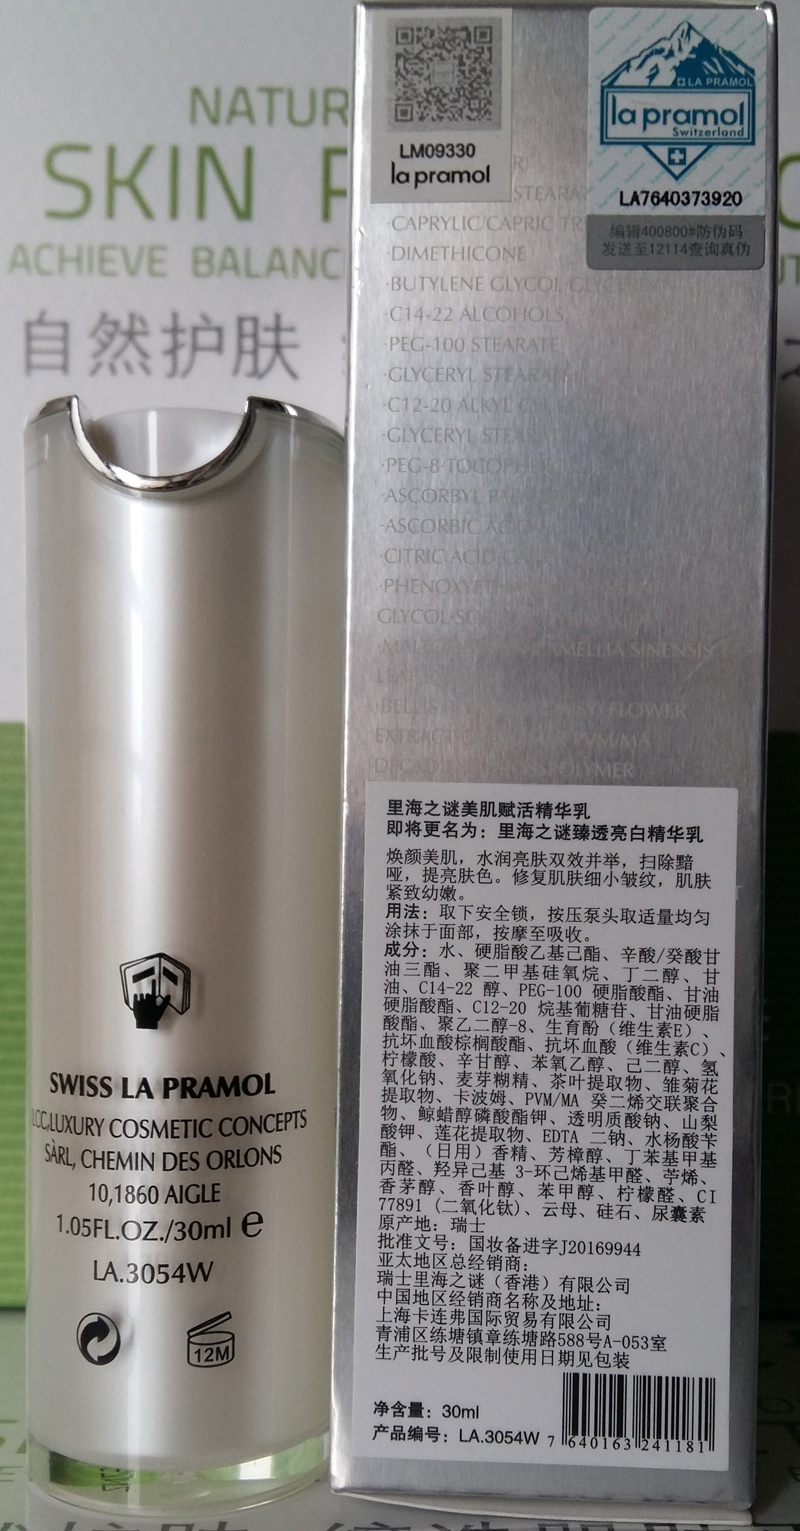 NATUR
SKIN
ACHIEVE BALANC
自然护肤
SWISS LA PRAMOL
LCC.LUXURY COSMETIC CONCEPTS
SÀRL, CHEMIN DES ORLONS
10,1860 AIGLE
1.05FL.OZ./30ml e
LA.3054W
12M
LM09330
la pramol
LA PRAMOL
la pramol
Switzerland
LA7640373920
编辑400800#防伪码
发送至12114查询真伪
·CAPRYLIC/CAPRIC
·DIMETHICONE
·BUTYLENE GLYCOL
·C14-22 ALCOHOLS
·PEG-100 STEARATE
·GLYCERYL
·C12-20 ALKYL
·GLYCERYL
·PEG-8
·ASCORBYL
·ASCORBIC ACID
·CITRIC ACID
CAMELLIA SINENSIS
LEAF
·BELLIS FLOWER
EXTRACT PVM/MA
里海之谜美肌赋活精华乳
即将更名为：里海之谜臻透亮白精华乳
焕颜美肌，水润亮肤双效并举，扫除黯
哑，提亮肤色。修复肌肤细小皱纹，肌肤
紧致幼嫩。
用法：取下安全锁，按压泵头取适量均匀
涂抹于面部，按摩至吸收。
成分：水、硬脂酸乙基己酯、辛酸/癸酸甘
油三酯、聚二甲基硅氧烷、丁二醇、甘
油、C14-22 醇、PEG-100 硬脂酸酯、甘油
硬脂酸酯、C12-20 烷基葡糖苷、甘油硬脂
酸酯、聚乙二醇-8、生育酚（维生素E）、
抗坏血酸棕榈酸酯、抗坏血酸（维生素C）、
柠檬酸、辛甘醇、苯氧乙醇、己二醇、氢
氧化钠、麦芽糊精、茶叶提取物、雏菊花
提取物、卡波姆、PVM/MA 癸二烯交联聚合
物、鲸蜡醇磷酸酯钾、透明质酸钠、山梨
酸钾、莲花提取物、EDTA 二钠、水杨酸苄
酯、（日用）香精、芳樟醇、丁苯基甲基
丙醛、羟异己基 3-环己烯基甲醛、苧烯、
香茅醇、香叶醇、苯甲醇、柠檬醛、CI
77891（二氧化钛）、云母、硅石、尿囊素
原产地：瑞士
批准文号：国妆备进字J20169944
亚太地区总经销商：
瑞士里海之谜（香港）有限公司
中国地区经销商名称及地址：
上海卡连弗国际贸易有限公司
青浦区练塘镇章练塘路588号A-053室
生产批号及限制使用日期见包装
净含量：30ml
产品编号：LA.3054W
7 640163 241181